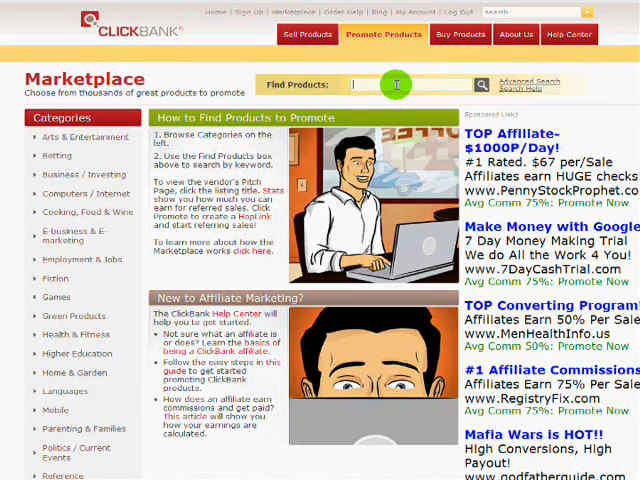 Home | Sign Up | Marketplace | Order Help | Blog | My Account | Log Out
search
CLICKBANK
Sell Products
Promote Products
Buy Products
About Us
Help Center
Marketplace
Choose from thousands of great products to promote
Find Products:
Advanced Search
Search Help
Categories
Arts & Entertainment
Betting
Business / Investing
Computers / Internet
Cooking, Food & Wine
E-business & E-
marketing
Employment & Jobs
Fiction
Games
Green Products
Health & Fitness
Higher Education
Home & Garden
Languages
Mobile
Parenting & Families
Politics / Current
Events
Reference
How to Find Products to Promote
1. Browse Categories on the
left.
2. Use the Find Products box
above to search by keyword.
To view the vendor's Pitch
Page, click the listing title. Stats
show you how much you can
earn for referred sales. Click
Promote to create a HopLink
and start referring sales!
To learn more about how the
Marketplace works click here.
OFFEE
New to Affiliate Marketing?
The ClickBank Help Center will
help you to get started.
Not sure what an affiliate is
or does? Learn the basics of
being a ClickBank affiliate.
Follow the easy steps in this
guide to get started
promoting ClickBank
products.
How does an affiliate earn
commissions and get paid?
This article will show you
how your earnings are
calculated.
Sponsored Links
TOP Affiliate-
$1000P/Day!
#1 Rated. $67 per/Sale
Affiliates earn HUGE checks
www.PennyStockProphet.co
Avg Comm 75%: Promote Now
Make Money with Google
7 Day Money Making Trial
We do All the Work 4 You!
www.7DayCashTrial.com
Avg Comm 75%: Promote Now
TOP Converting Program!
Affiliates Earn 50% Per Sale
www.MenHealthInfo.us
Avg Comm 50%: Promote Now
#1 Affiliate Commissions
Affiliates Earn 75% Per Sale
www.RegistryFix.com
Avg Comm 75%: Promote Now
Mafia Wars is HOT!!
High Conversions, High
Payout!
www.godfatherguide.com